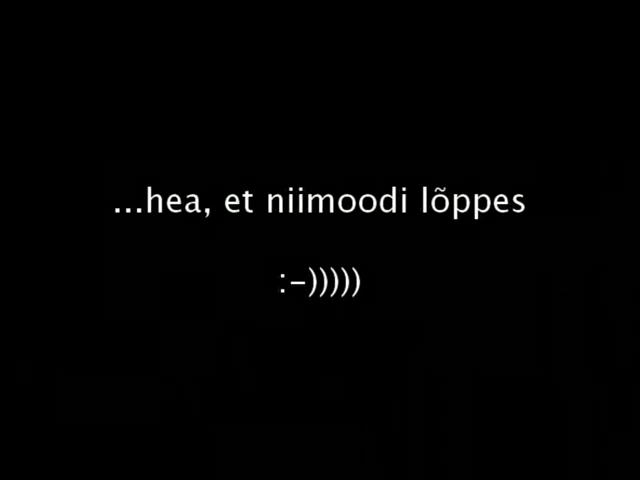 ...hea, et niimoodi lõppes
:-)))))